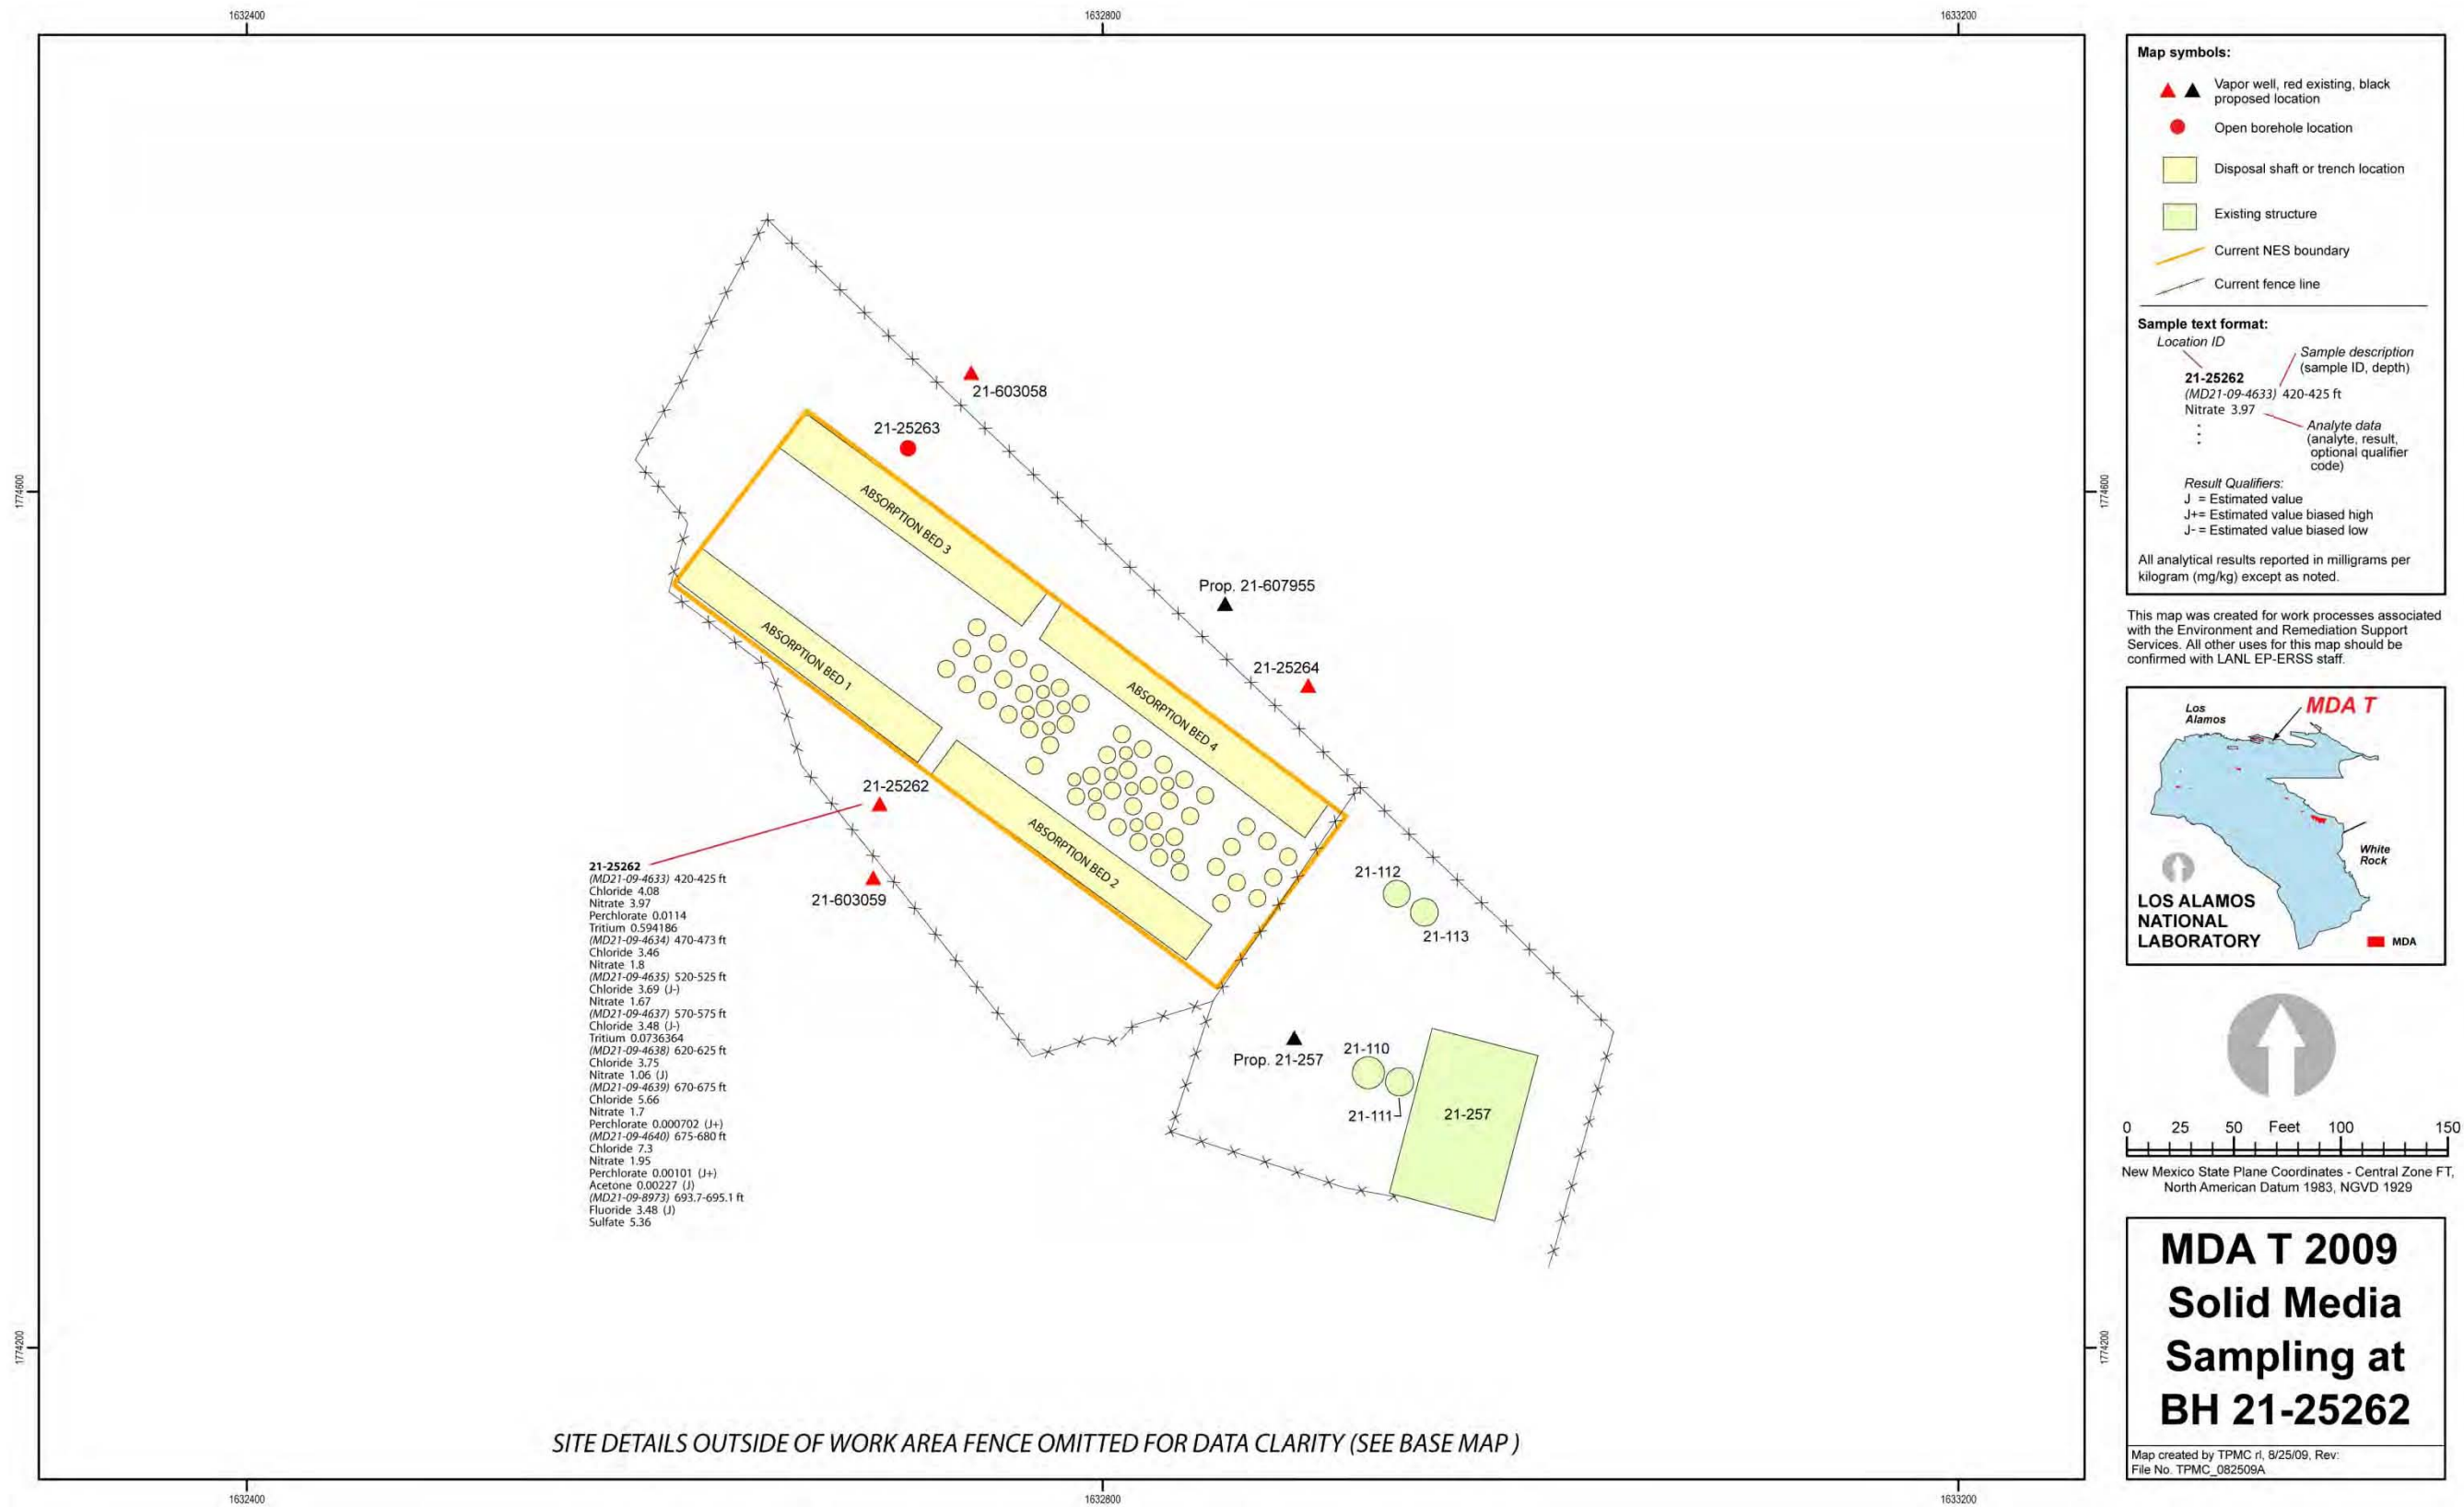 1632400
1632800
1633200
1774600
1774600
1774200
1774200
21-603058
21-25263
ABSORPTION BED 3
ABSORPTION BED 1
Prop. 21-607955
21-25264
ABSORPTION BED 4
21-25262
ABSORPTION BED 2
21-603059
21-112
21-113
Prop. 21-257
21-110
21-111
21-257
21-25262
(MD21-09-4633) 420-425 ft
Chloride 4.08
Nitrate 3.97
Perchlorate 0.0114
Tritium 0.594186
(MD21-09-4634) 470-473 ft
Chloride 3.46
Nitrate 1.8
(MD21-09-4635) 520-525 ft
Chloride 3.69 (J-)
Nitrate 1.67
(MD21-09-4637) 570-575 ft
Chloride 3.48 (J-)
Tritium 0.0736364
(MD21-09-4638) 620-625 ft
Chloride 3.75
Nitrate 1.06 (J)
(MD21-09-4639) 670-675 ft
Chloride 5.66
Nitrate 1.7
Perchlorate 0.000702 (J+)
(MD21-09-4640) 675-680 ft
Chloride 7.3
Nitrate 1.95
Perchlorate 0.00101 (J+)
Acetone 0.00227 (J)
(MD21-09-8973) 693.7-695.1 ft
Fluoride 3.48 (J)
Sulfate 5.36
SITE DETAILS OUTSIDE OF WORK AREA FENCE OMITTED FOR DATA CLARITY (SEE BASE MAP )
1632400
1632800
1633200
Map symbols:
Vapor well, red existing, black
proposed location
Open borehole location
Disposal shaft or trench location
Existing structure
Current NES boundary
Current fence line
Sample text format:
Location ID
Sample description
(sample ID, depth)
21-25262
(MD21-09-4633) 420-425 ft
Nitrate 3.97
Analyte data
(analyte, result,
optional qualifier
code)
Result Qualifiers:
J = Estimated value
J+= Estimated value biased high
J- = Estimated value biased low
All analytical results reported in milligrams per
kilogram (mg/kg) except as noted.
This map was created for work processes associated
with the Environment and Remediation Support
Services. All other uses for this map should be
confirmed with LANL EP-ERSS staff.
MDA T
Los
Alamos
White
Rock
LOS ALAMOS
NATIONAL
LABORATORY
MDA
0 25 50 Feet 100 150
New Mexico State Plane Coordinates - Central Zone FT,
North American Datum 1983, NGVD 1929
MDA T 2009
Solid Media
Sampling at
BH 21-25262
Map created by TPMC rl, 8/25/09, Rev:
File No. TPMC_082509A